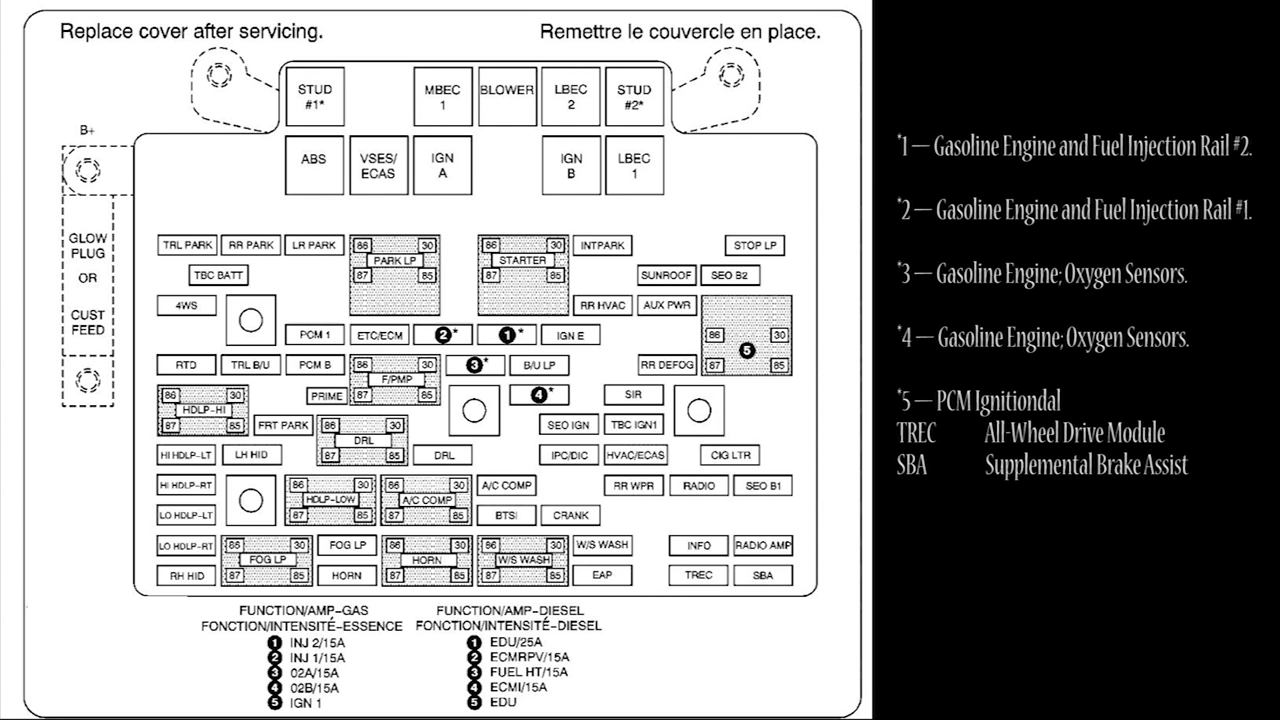 Replace cover after servicing. Remettre le couvercle en place.
STUD #1* MBEC 1 BLOWER LBEC 2 STUD #2*
B+
ABS VSES/ECAS IGN A IGN B LBEC 1
GLOW PLUG OR CUST FEED
TRL PARK RR PARK LR PARK 86 30 PARK LP 87 85 86 30 STARTER 87 85 INTPARK STOP LP
TBC BATT SUNROOF SEO B2
4WS RR HVAC AUX PWR
PCM 1 ETC/ECM 2* 1* IGN E 86 30 5 87 85
RTD TRL B/U PCM B 86 30 F/PMP 87 85 3* B/U LP RR DEFOG
86 30 HDLP-HI 87 85 PRIME 4* SIR
FRT PARK 86 30 DRL 87 85 SEO IGN TBC IGN1
HI HDLP-LT LH HID DRL IPC/DIC HVAC/ECAS CIG LTR
HI HDLP-RT 86 30 HDLP-LOW 87 85 86 30 A/C COMP 87 85 A/C COMP RR WPR RADIO SEO B1
LO HDLP-LT BTSI CRANK
LO HDLP-RT 86 30 FOG LP 87 85 FOG LP 86 30 HORN 87 85 86 30 W/S WASH 87 85 W/S WASH INFO RADIO AMP
RH HID HORN EAP TREC SBA
FUNCTION/AMP-GAS
FONCTION/INTENSITÉ-ESSENCE
1 INJ 2/15A
2 INJ 1/15A
3 02A/15A
4 02B/15A
5 IGN 1
FUNCTION/AMP-DIESEL
FONCTION/INTENSITÉ-DIESEL
1 EDU/25A
2 ECMRPV/15A
3 FUEL HT/15A
4 ECMI/15A
5 EDU
*1 — Gasoline Engine and Fuel Injection Rail #2.
*2 — Gasoline Engine and Fuel Injection Rail #1.
*3 — Gasoline Engine; Oxygen Sensors.
*4 — Gasoline Engine; Oxygen Sensors.
*5 — PCM Ignitiondal
TREC All-Wheel Drive Module
SBA Supplemental Brake Assist